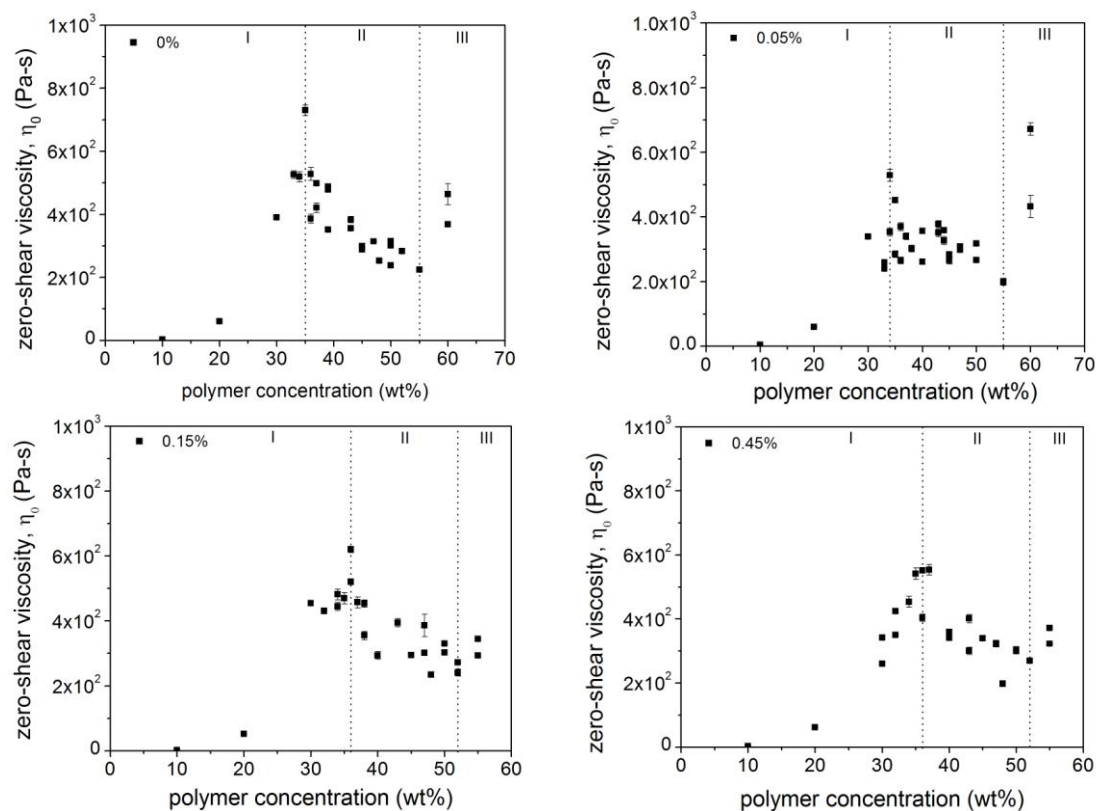 1x10³
8x10²
6x10²
4x10²
2x10²
0
zero-shear viscosity, η₀ (Pa-s)
0%
I
II
III
0 10 20 30 40 50 60 70
polymer concentration (wt%)
1.0x10³
8.0x10²
6.0x10²
4.0x10²
2.0x10²
0.0
zero-shear viscosity, η₀ (Pa-s)
0.05%
I
II
III
0 10 20 30 40 50 60 70
polymer concentration (wt%)
1x10³
8x10²
6x10²
4x10²
2x10²
0
zero-shear viscosity, η₀ (Pa-s)
0.15%
I
II
III
0 10 20 30 40 50 60
polymer concentration (wt%)
1x10³
8x10²
6x10²
4x10²
2x10²
0
zero-shear viscosity, η₀ (Pa-s)
0.45%
I
II
III
0 10 20 30 40 50 60
polymer concentration (wt%)